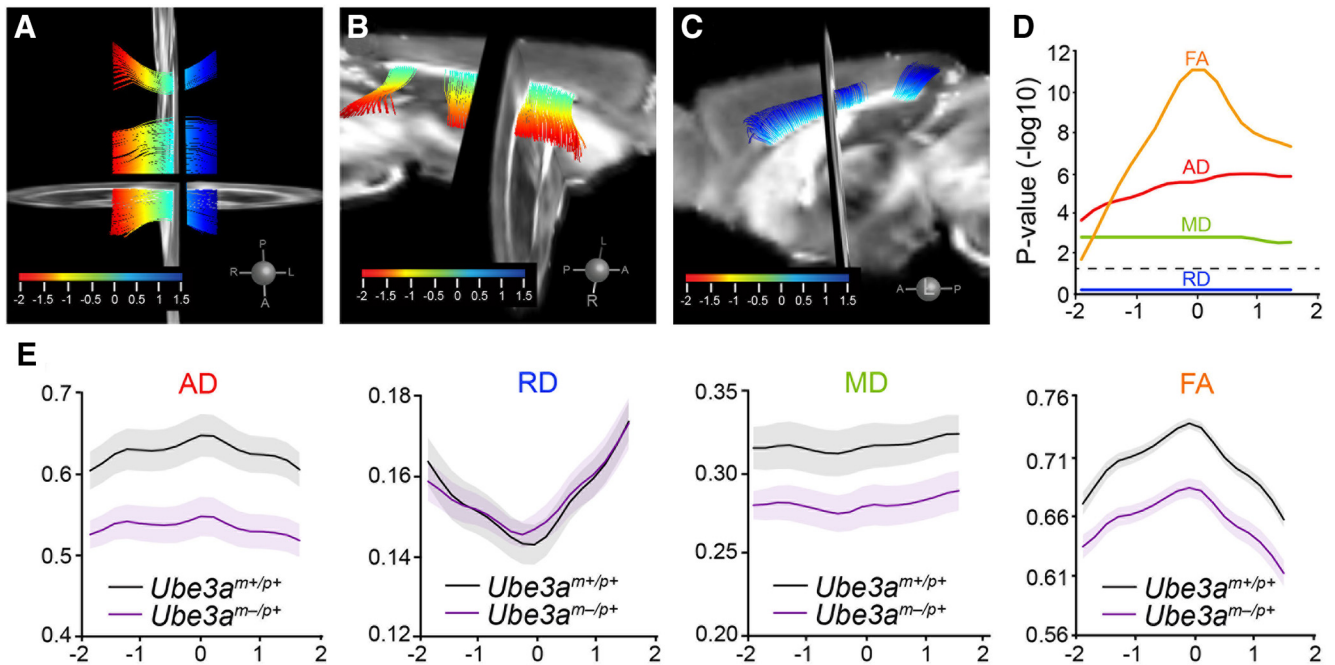 A
P
R L
A
-2 -1.5 -1 -0.5 0 0.5 1 1.5
B
L
P A
R
-2 -1.5 -1 -0.5 0 0.5 1 1.5
C
A L P
-2 -1.5 -1 -0.5 0 0.5 1 1.5
D
P-value (-log10)
12
10
8
6
4
2
0
FA
AD
MD
RD
-2 -1 0 1 2
E
AD
0.7
0.6
0.5
0.4
Ube3a^m+/p+
Ube3a^m–/p+
-2 -1 0 1 2
RD
0.18
0.16
0.14
0.12
Ube3a^m+/p+
Ube3a^m–/p+
-2 -1 0 1 2
MD
0.35
0.30
0.25
0.20
Ube3a^m+/p+
Ube3a^m–/p+
-2 -1 0 1 2
FA
0.76
0.71
0.66
0.61
0.56
Ube3a^m+/p+
Ube3a^m–/p+
-2 -1 0 1 2